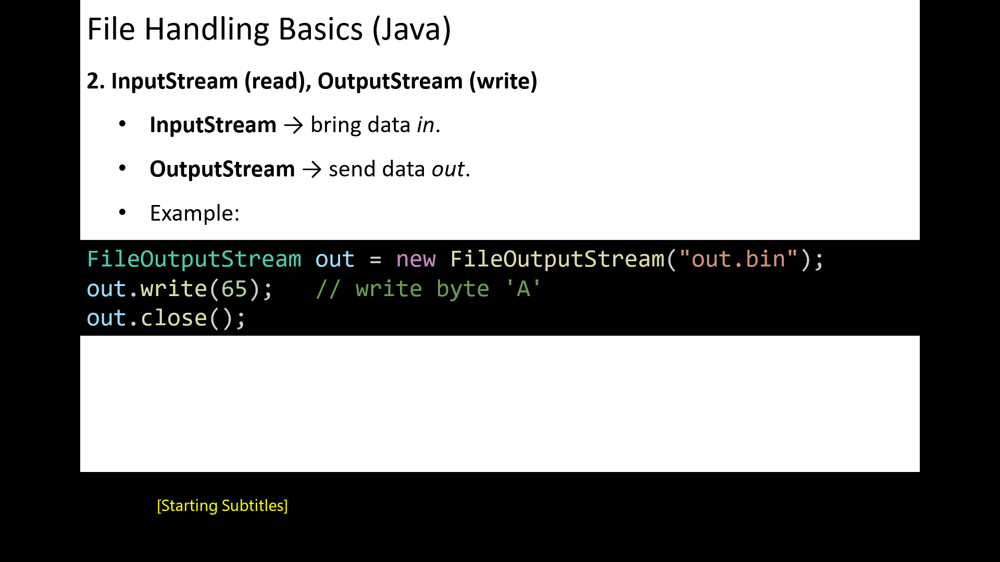 File Handling Basics (Java)
2. InputStream (read), OutputStream (write)
• InputStream → bring data in.
• OutputStream → send data out.
• Example:
FileOutputStream out = new FileOutputStream("out.bin");
out.write(65);   // write byte 'A'
out.close();
[Starting Subtitles]